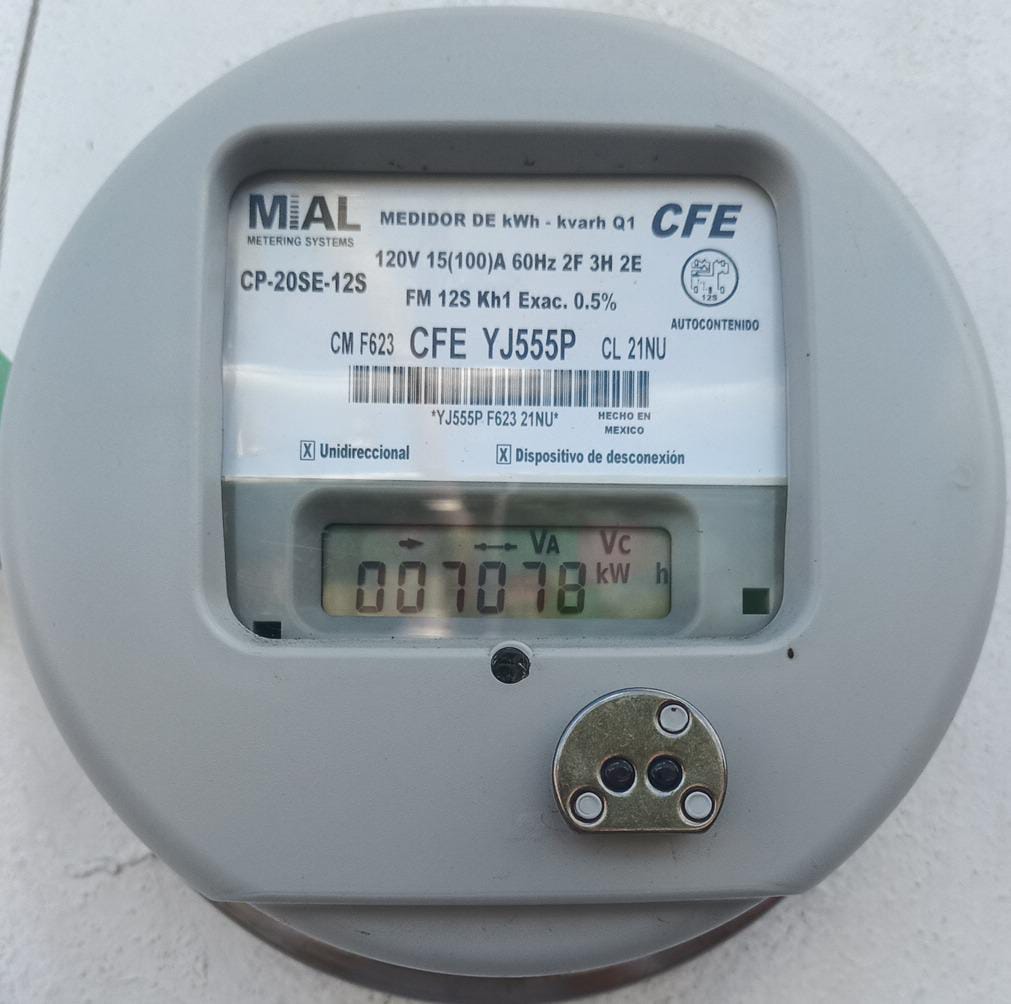 MIAL
METERING SYSTEMS
MEDIDOR DE kWh - kvarh Q1
CFE
120V 15(100)A 60Hz 2F 3H 2E
CP-20SE-12S
FM 12S Kh1 Exac. 0.5%
12S
AUTOCONTENIDO
CM F623 CFE YJ555P CL 21NU
*YJ555P F623 21NU*
HECHO EN
MEXICO
X Unidireccional
X Dispositivo de desconexión
VA VC
007078 kW h